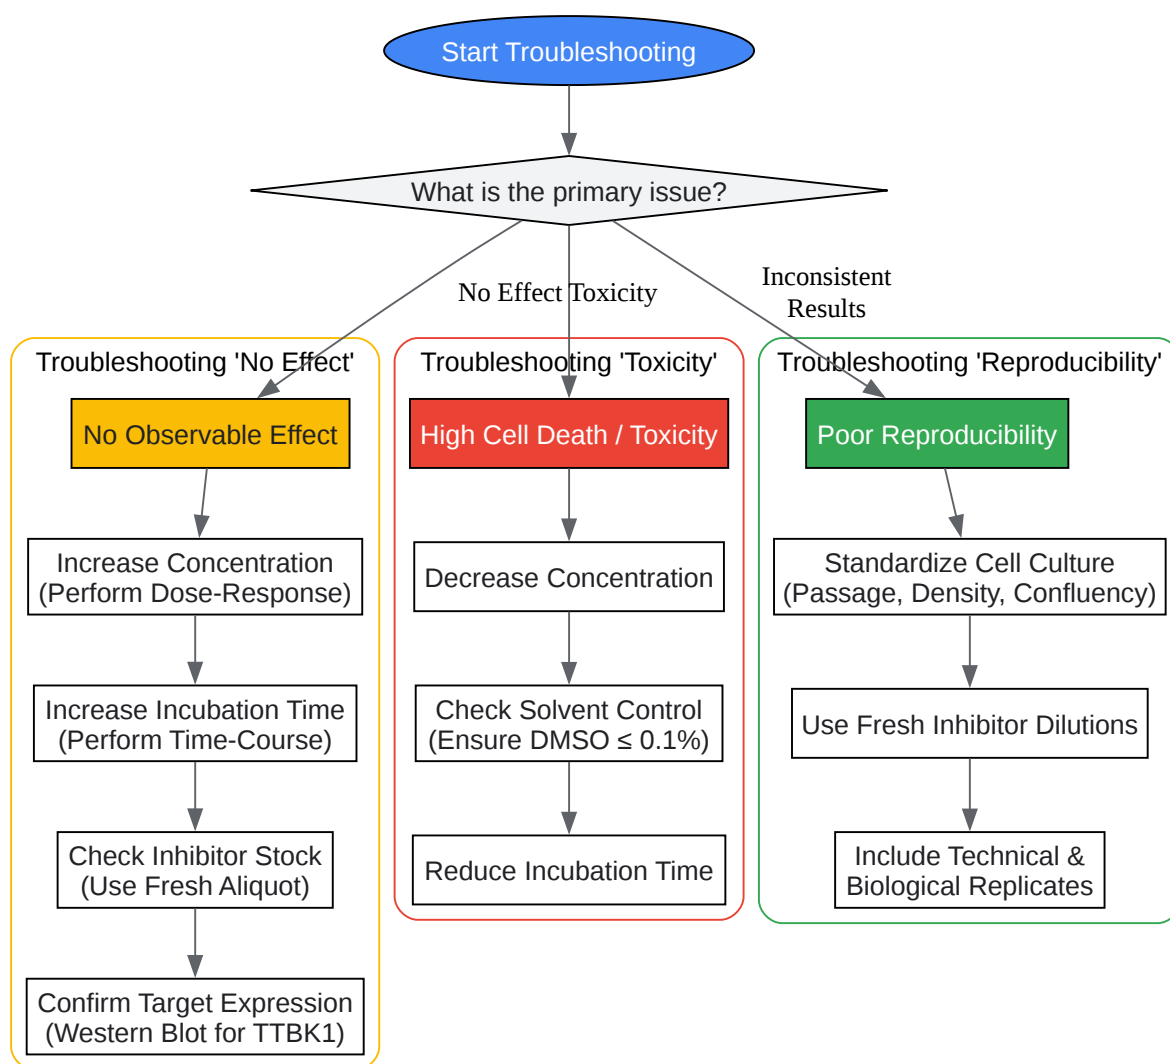 Start Troubleshooting
What is the primary issue?
No Effect
Toxicity
Inconsistent
Results
Troubleshooting 'No Effect'
No Observable Effect
Increase Concentration
(Perform Dose-Response)
Increase Incubation Time
(Perform Time-Course)
Check Inhibitor Stock
(Use Fresh Aliquot)
Confirm Target Expression
(Western Blot for TTBK1)
Troubleshooting 'Toxicity'
High Cell Death / Toxicity
Decrease Concentration
Check Solvent Control
(Ensure DMSO ≤ 0.1%)
Reduce Incubation Time
Troubleshooting 'Reproducibility'
Poor Reproducibility
Standardize Cell Culture
(Passage, Density, Confluency)
Use Fresh Inhibitor Dilutions
Include Technical &
Biological Replicates